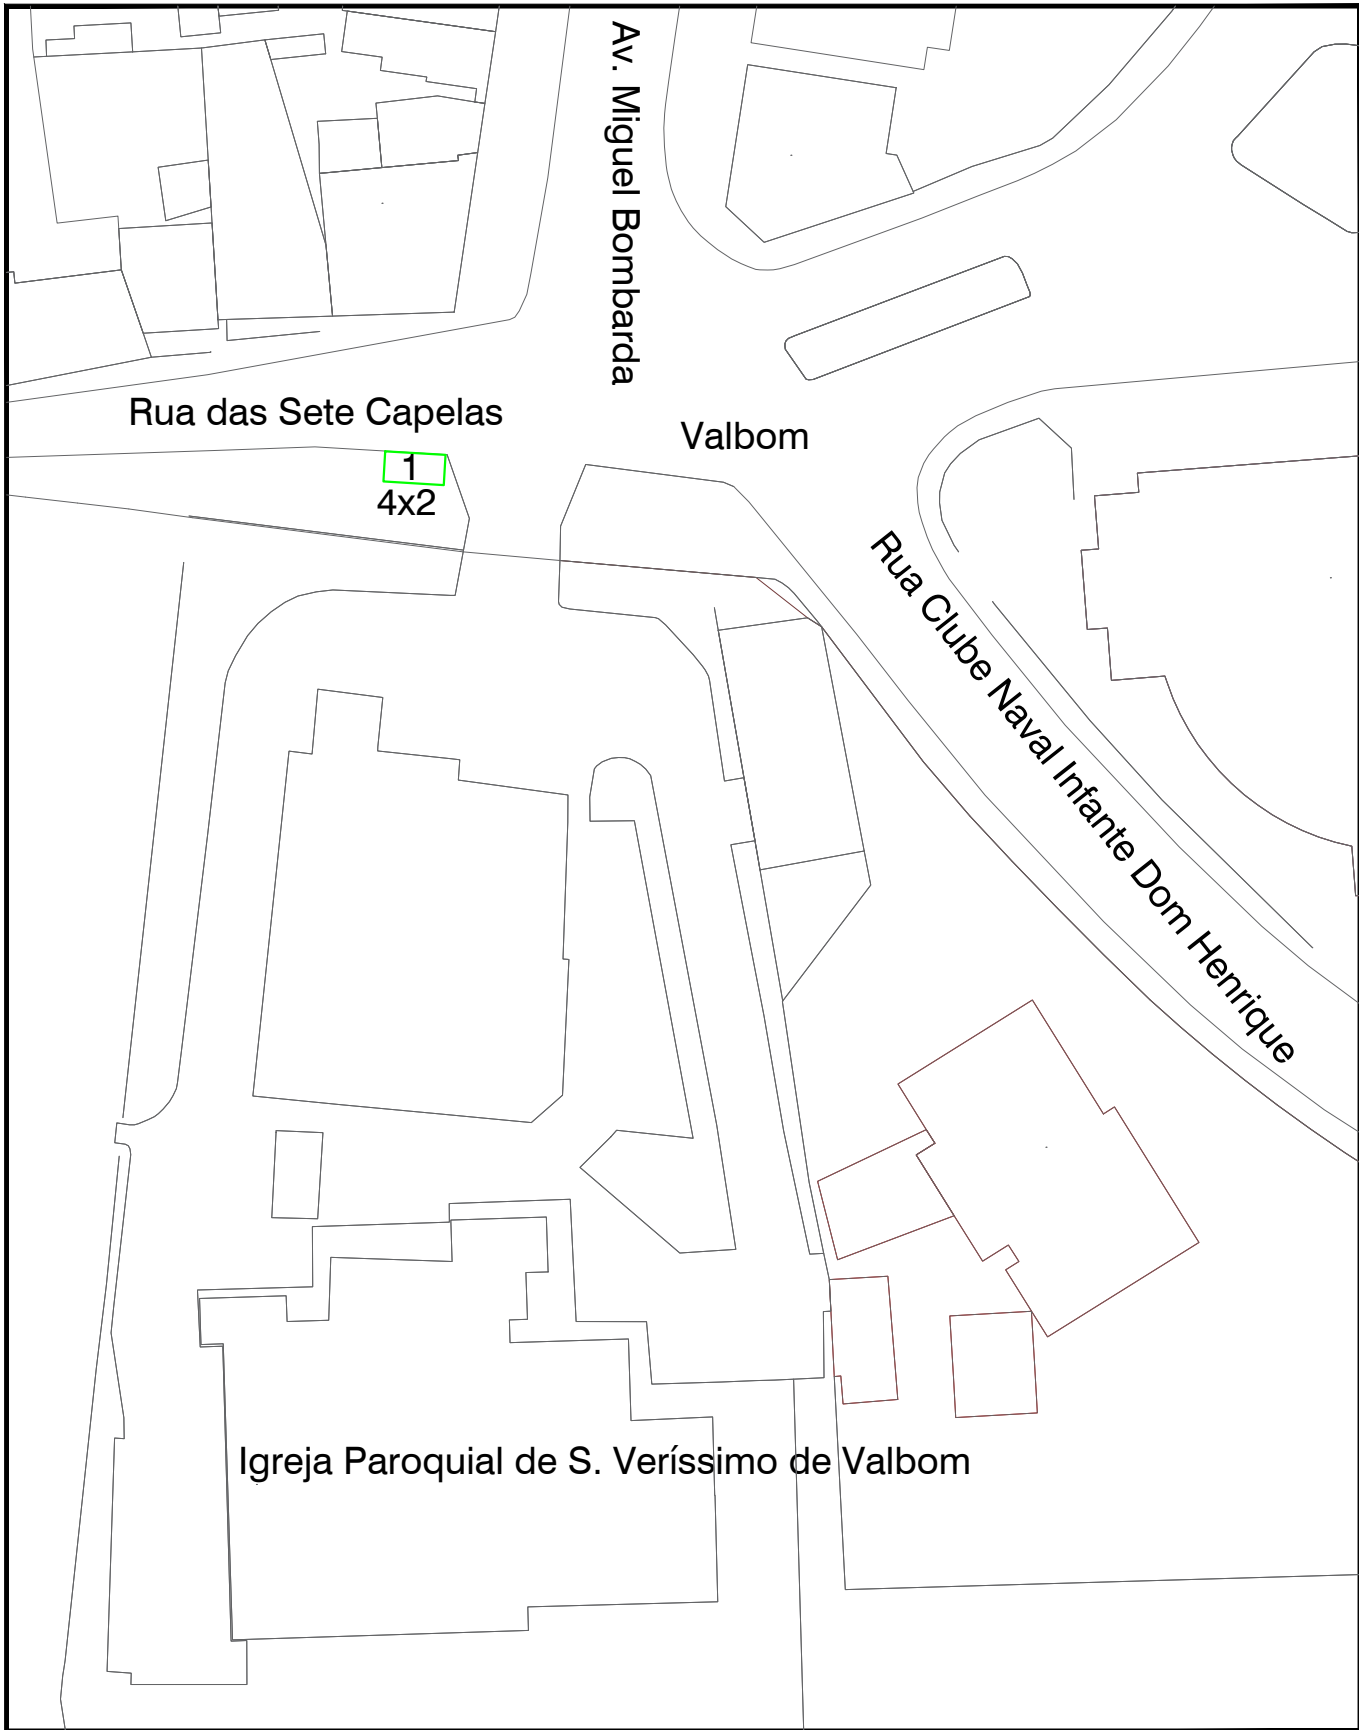 Av. Miguel Bombarda
Rua das Sete Capelas
Valbom
1
4x2
Rua Clube Naval Infante Dom Henrique
Igreja Paroquial de S. Veríssimo de Valbom